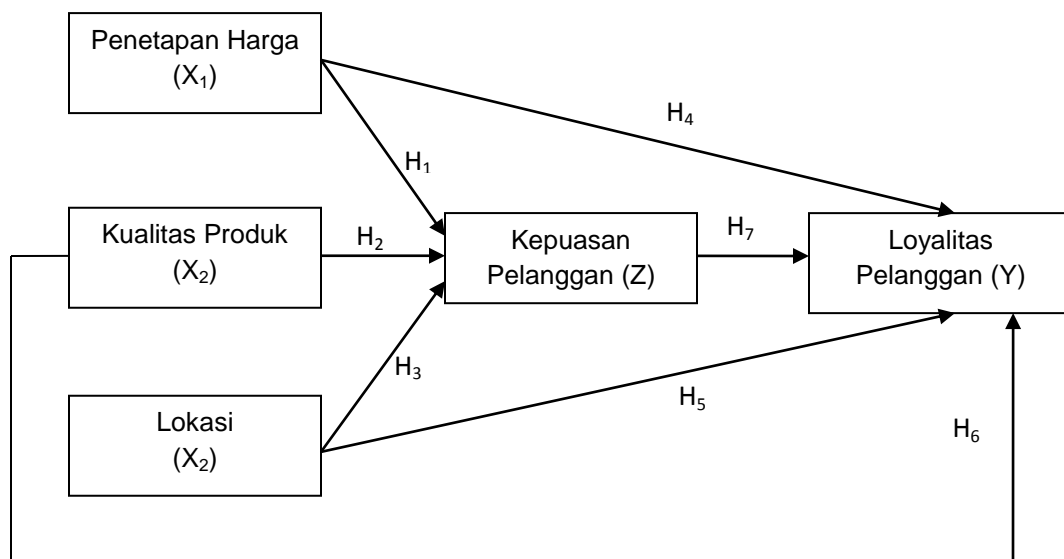 Penetapan Harga
(X₁)
H₄
H₁
Kualitas Produk
(X₂)
H₂
Kepuasan
Pelanggan (Z)
H₇
Loyalitas
Pelanggan (Y)
H₃
Lokasi
(X₂)
H₅
H₆